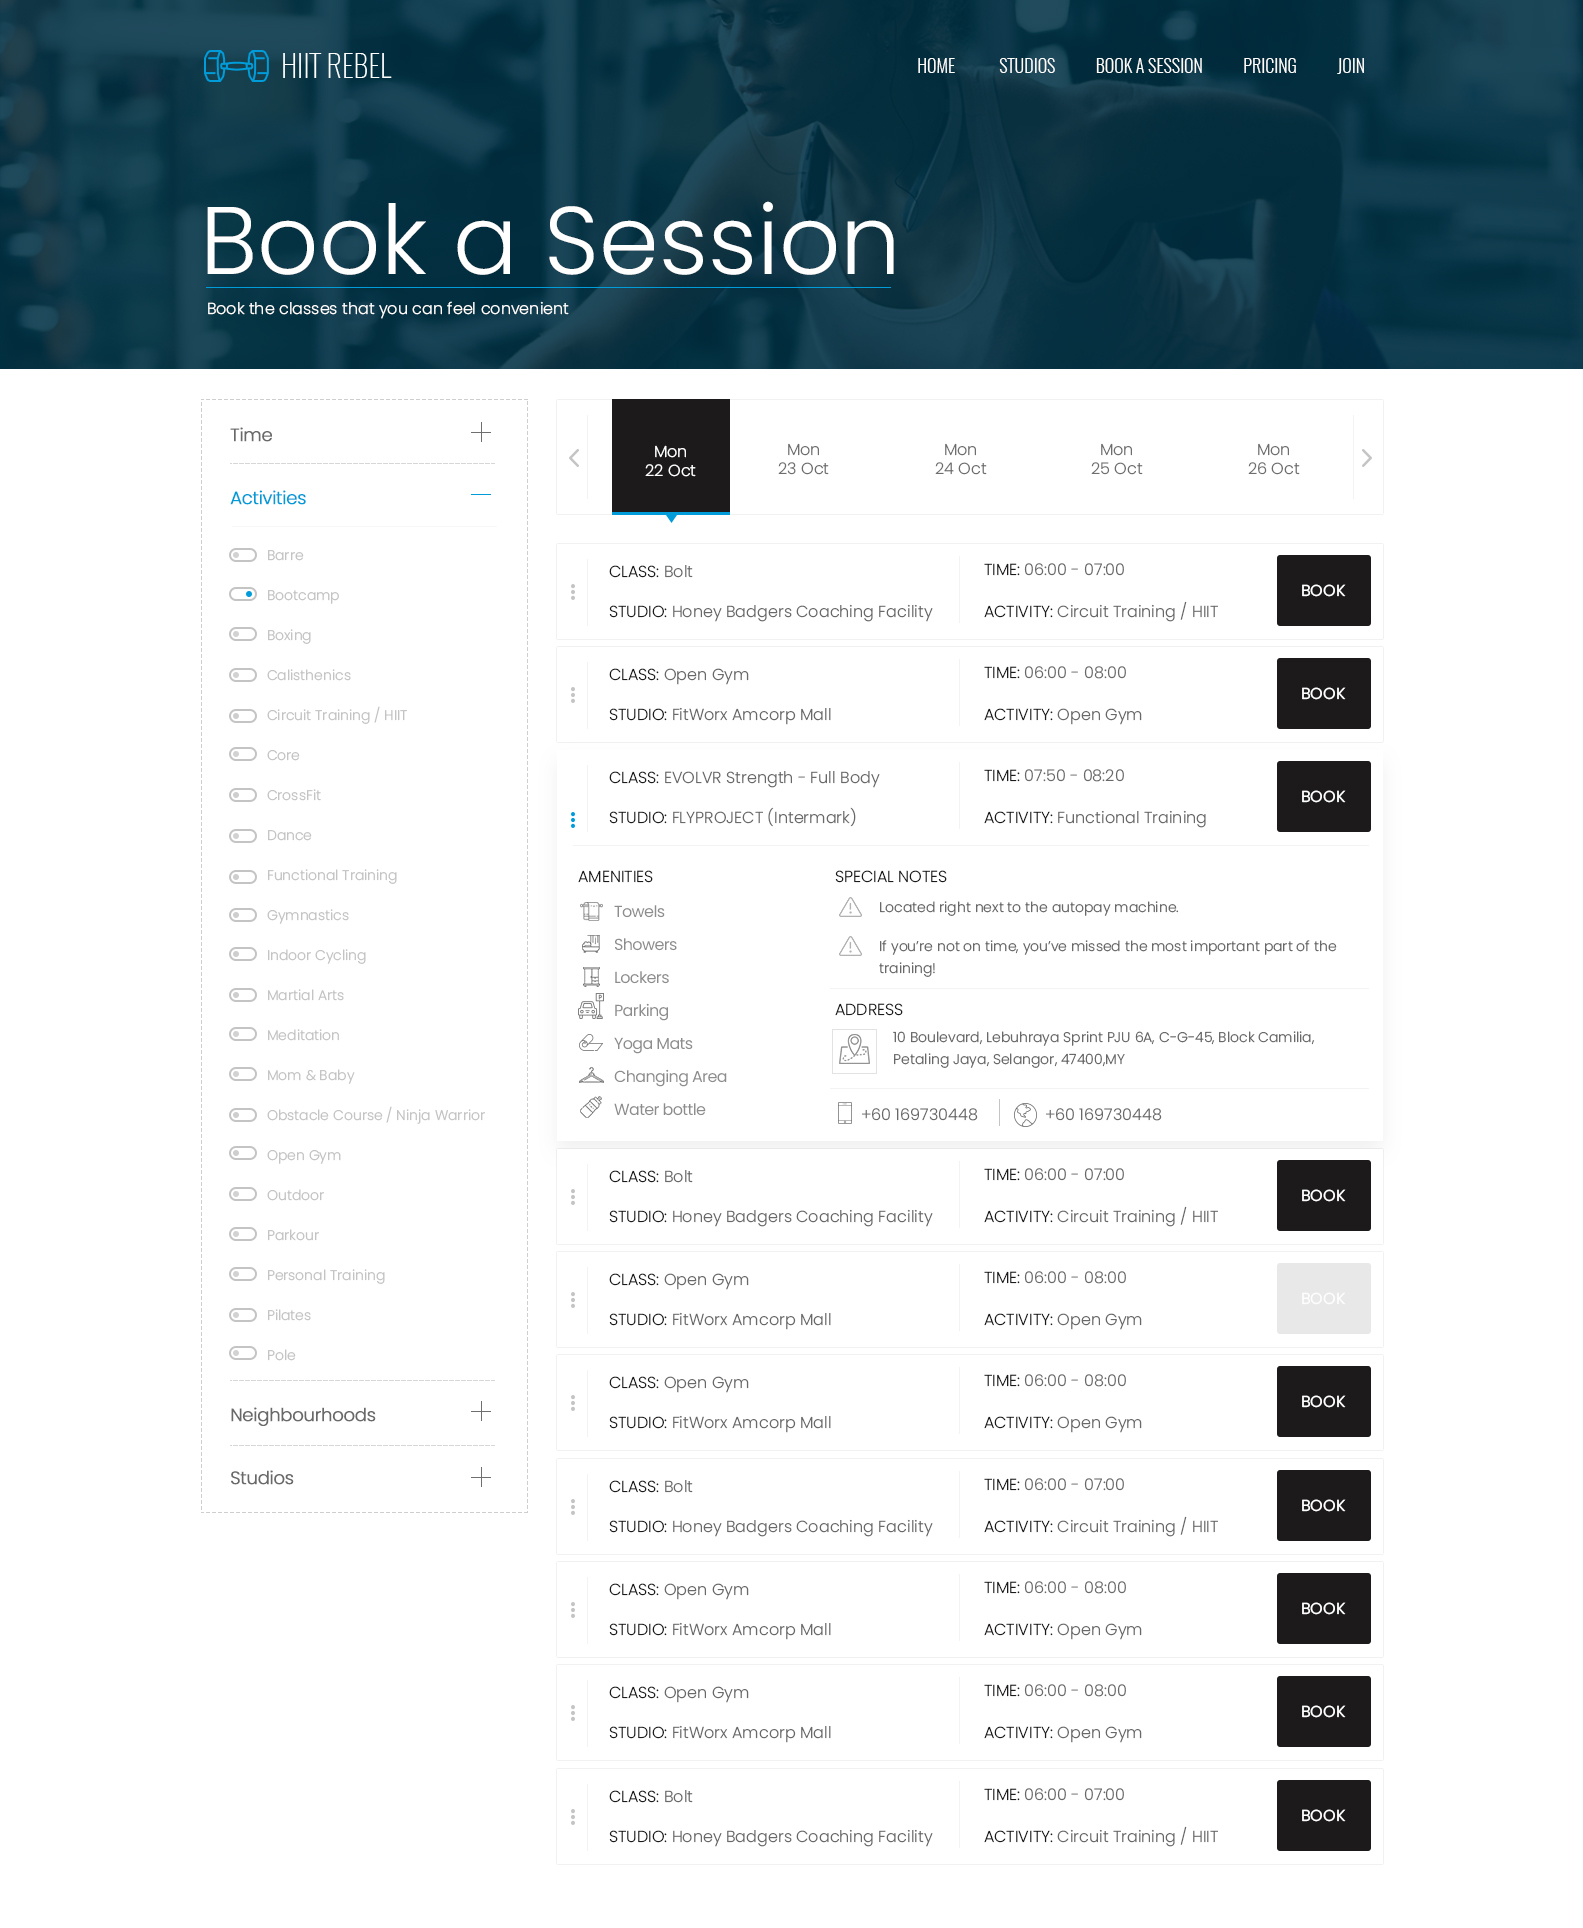 HIIT REBEL
HOME STUDIOS BOOK A SESSION PRICING JOIN
Book a Session
Book the classes that you can feel convenient
Time
Activities
Barre
Bootcamp
Boxing
Calisthenics
Circuit Training / HIIT
Core
CrossFit
Dance
Functional Training
Gymnastics
Indoor Cycling
Martial Arts
Meditation
Mom & Baby
Obstacle Course / Ninja Warrior
Open Gym
Outdoor
Parkour
Personal Training
Pilates
Pole
Neighbourhoods
Studios
Mon
22 Oct
Mon
23 Oct
Mon
24 Oct
Mon
25 Oct
Mon
26 Oct
CLASS: Bolt
STUDIO: Honey Badgers Coaching Facility
TIME: 06:00 - 07:00
ACTIVITY: Circuit Training / HIIT
BOOK
CLASS: Open Gym
STUDIO: FitWorx Amcorp Mall
TIME: 06:00 - 08:00
ACTIVITY: Open Gym
BOOK
CLASS: EVOLVR Strength - Full Body
STUDIO: FLYPROJECT (Intermark)
TIME: 07:50 - 08:20
ACTIVITY: Functional Training
BOOK
AMENITIES
Towels
Showers
Lockers
P
Parking
Yoga Mats
Changing Area
Water bottle
SPECIAL NOTES
Located right next to the autopay machine.
If you’re not on time, you’ve missed the most important part of the
training!
ADDRESS
10 Boulevard, Lebuhraya Sprint PJU 6A, C-G-45, Block Camilia,
Petaling Jaya, Selangor, 47400,MY
+60 169730448
+60 169730448
CLASS: Bolt
STUDIO: Honey Badgers Coaching Facility
TIME: 06:00 - 07:00
ACTIVITY: Circuit Training / HIIT
BOOK
CLASS: Open Gym
STUDIO: FitWorx Amcorp Mall
TIME: 06:00 - 08:00
ACTIVITY: Open Gym
BOOK
CLASS: Open Gym
STUDIO: FitWorx Amcorp Mall
TIME: 06:00 - 08:00
ACTIVITY: Open Gym
BOOK
CLASS: Bolt
STUDIO: Honey Badgers Coaching Facility
TIME: 06:00 - 07:00
ACTIVITY: Circuit Training / HIIT
BOOK
CLASS: Open Gym
STUDIO: FitWorx Amcorp Mall
TIME: 06:00 - 08:00
ACTIVITY: Open Gym
BOOK
CLASS: Open Gym
STUDIO: FitWorx Amcorp Mall
TIME: 06:00 - 08:00
ACTIVITY: Open Gym
BOOK
CLASS: Bolt
STUDIO: Honey Badgers Coaching Facility
TIME: 06:00 - 07:00
ACTIVITY: Circuit Training / HIIT
BOOK